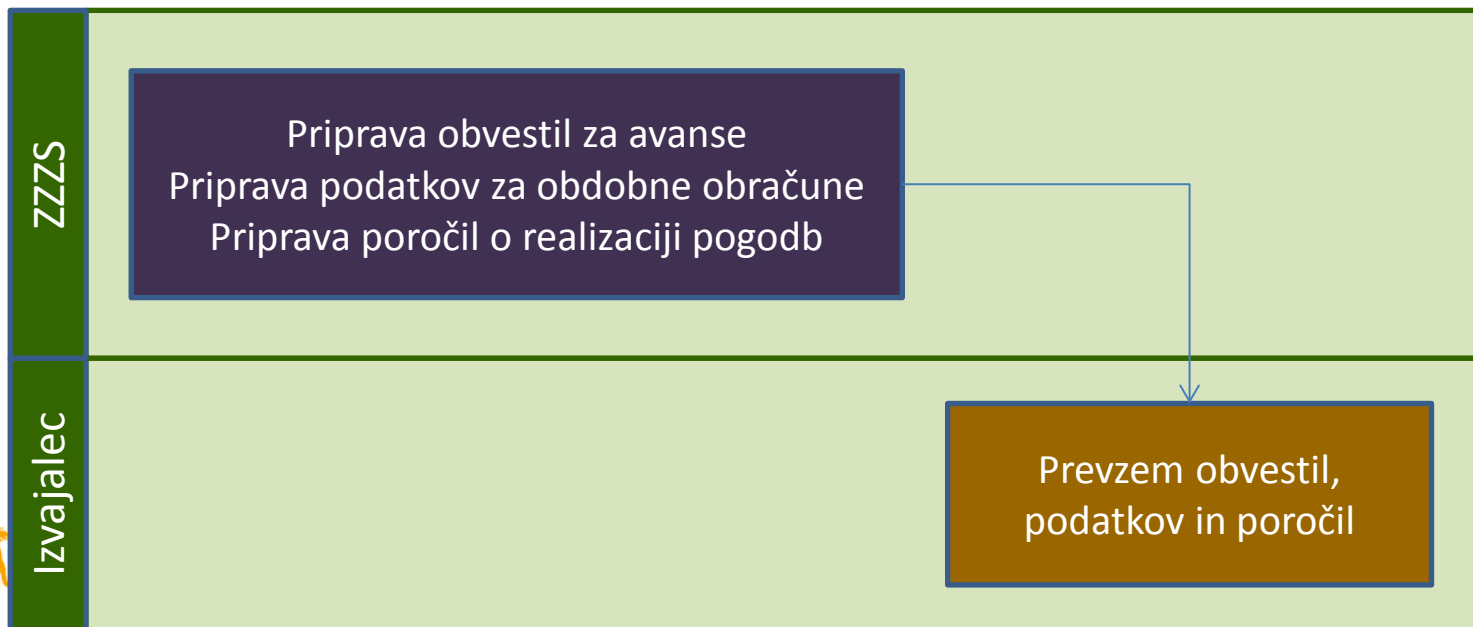 ZZZS
Priprava obvestil za avanse
Priprava podatkov za obdobne obračune
Priprava poročil o realizaciji pogodb
Izvajalec
Prevzem obvestil,
podatkov in poročil